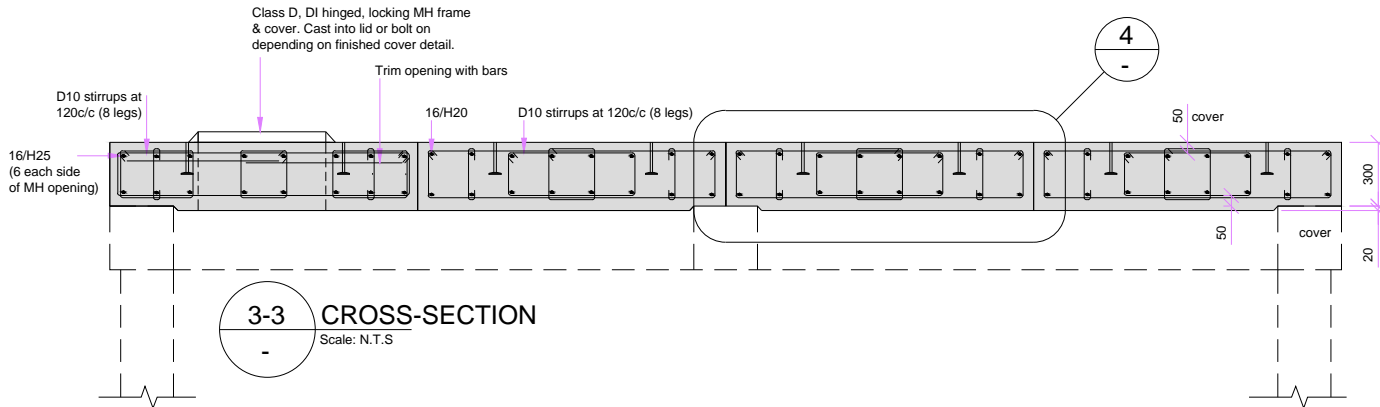 Class D, DI hinged, locking MH frame
& cover. Cast into lid or bolt on
depending on finished cover detail.
Trim opening with bars
4
-
D10 stirrups at
120c/c (8 legs)
16/H20
D10 stirrups at 120c/c (8 legs)
50
cover
16/H25
(6 each side
of MH opening)
300
50
cover
20
3-3
CROSS-SECTION
Scale: N.T.S
-